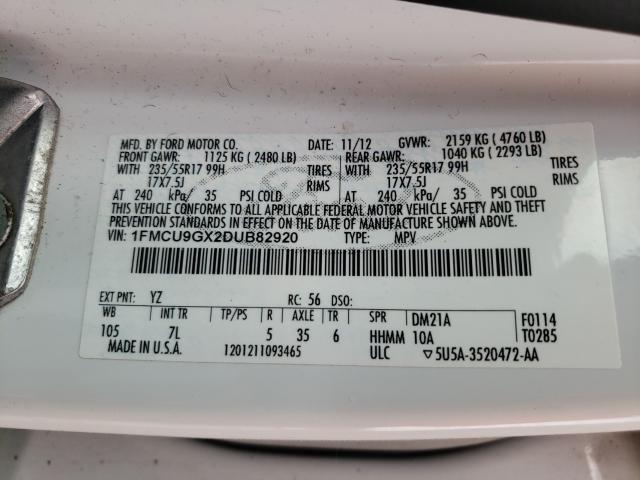 MFD. BY FORD MOTOR CO. DATE: 11/12 GVWR: 2159 KG ( 4760 LB)
FRONT GAWR: 1125 KG ( 2480 LB) REAR GAWR: 1040 KG ( 2293 LB)
WITH 235/55R17 99H TIRES WITH 235/55R17 99H TIRES
17X7.5J RIMS 17X7.5J RIMS
AT 240 kPa/ 35 PSI COLD AT 240 kPa/ 35 PSI COLD
THIS VEHICLE CONFORMS TO ALL APPLICABLE FEDERAL MOTOR VEHICLE SAFETY AND THEFT
PREVENTION STANDARDS IN EFFECT ON THE DATE OF MANUFACTURE SHOWN ABOVE.
VIN: 1FMCU9GX2DUB82920 TYPE: MPV
EXT PNT: YZ RC: 56 DSO:
WB INT TR TP/PS R AXLE TR SPR DM21A F0114
105 7L 5 35 6 HHMM 10A T0285
MADE IN U.S.A. 1201211093465 ULC ▽5U5A-3520472-AA